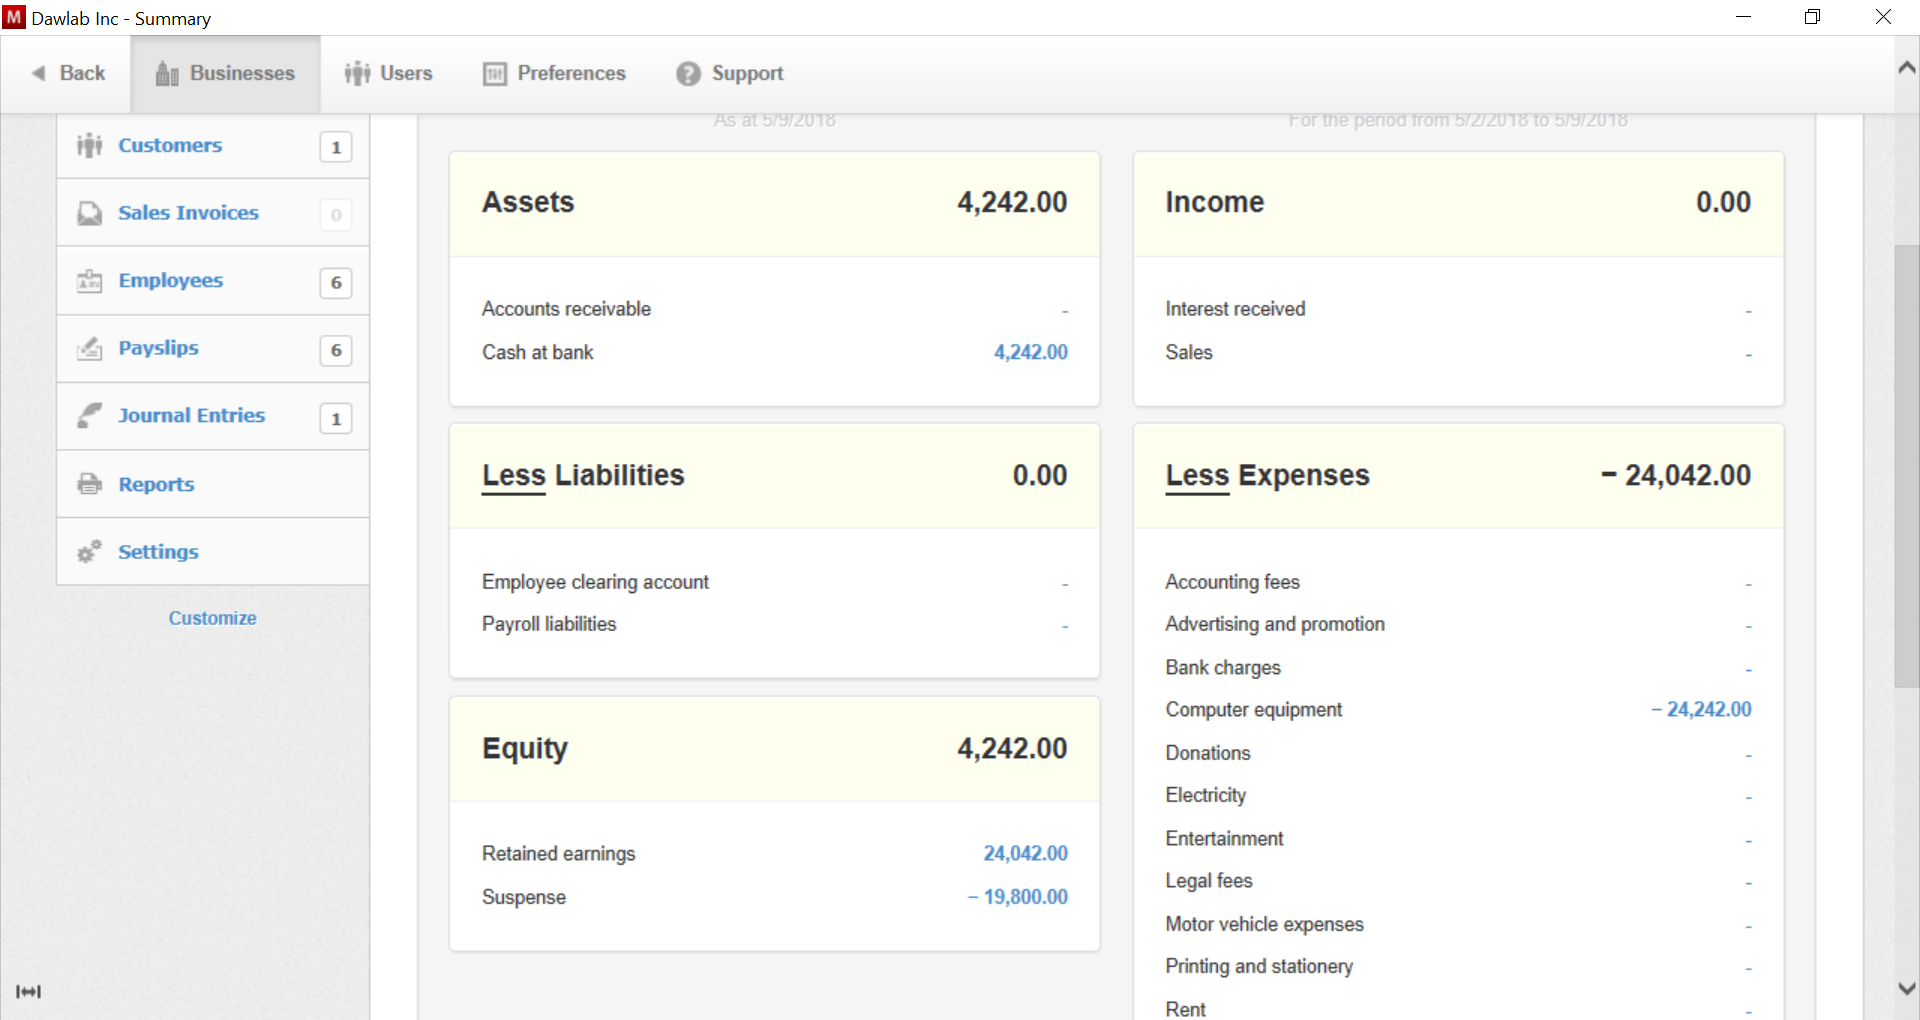 M Dawlab Inc - Summary
Back Businesses Users Preferences Support
Customers 1
Sales Invoices 0
Employees 6
Payslips 6
Journal Entries 1
Reports
Settings
Customize
As at 5/9/2018
Assets 4,242.00
Accounts receivable -
Cash at bank 4,242.00
Less Liabilities 0.00
Employee clearing account -
Payroll liabilities -
Equity 4,242.00
Retained earnings 24,042.00
Suspense - 19,800.00
For the period from 5/2/2018 to 5/9/2018
Income 0.00
Interest received -
Sales -
Less Expenses - 24,042.00
Accounting fees -
Advertising and promotion -
Bank charges -
Computer equipment - 24,242.00
Donations -
Electricity -
Entertainment -
Legal fees -
Motor vehicle expenses -
Printing and stationery -
Rent -